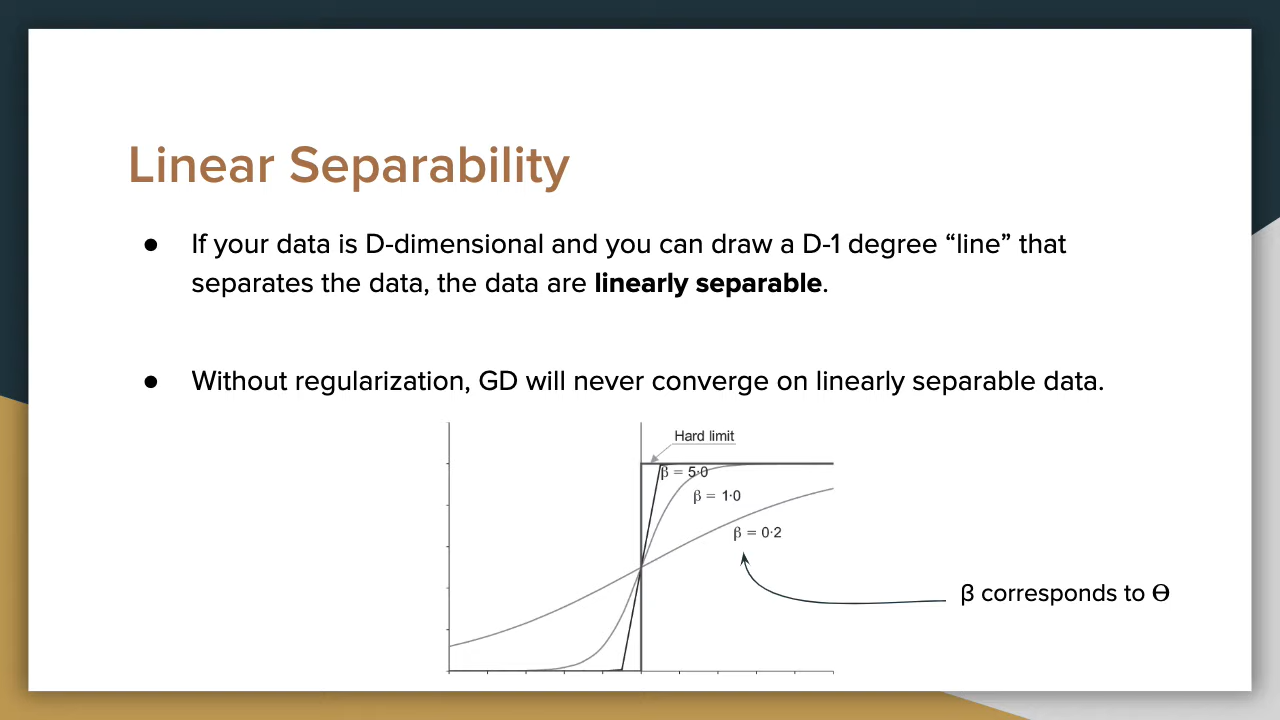 Linear Separability
● If your data is D-dimensional and you can draw a D-1 degree “line” that
separates the data, the data are linearly separable.
● Without regularization, GD will never converge on linearly separable data.
Hard limit
β = 5·0
β = 1·0
β = 0·2
β corresponds to Θ